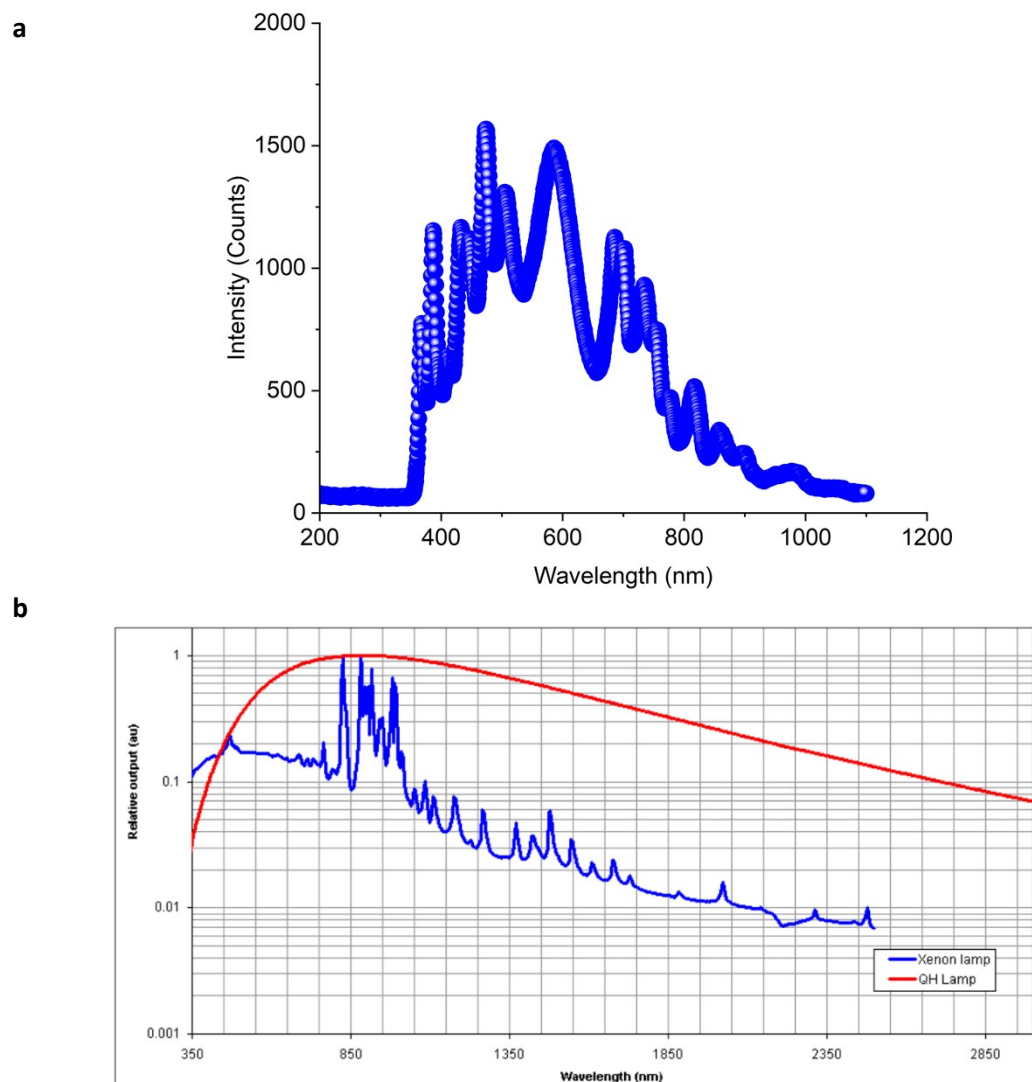 a
2000
1500
1000
500
0
Intensity (Counts)
200 400 600 800 1000 1200
Wavelength (nm)
b
1
0.1
0.01
0.001
Relative output (au)
Xenon lamp
QH Lamp
350 850 1350 1850 2350 2850
Wavelength (nm)